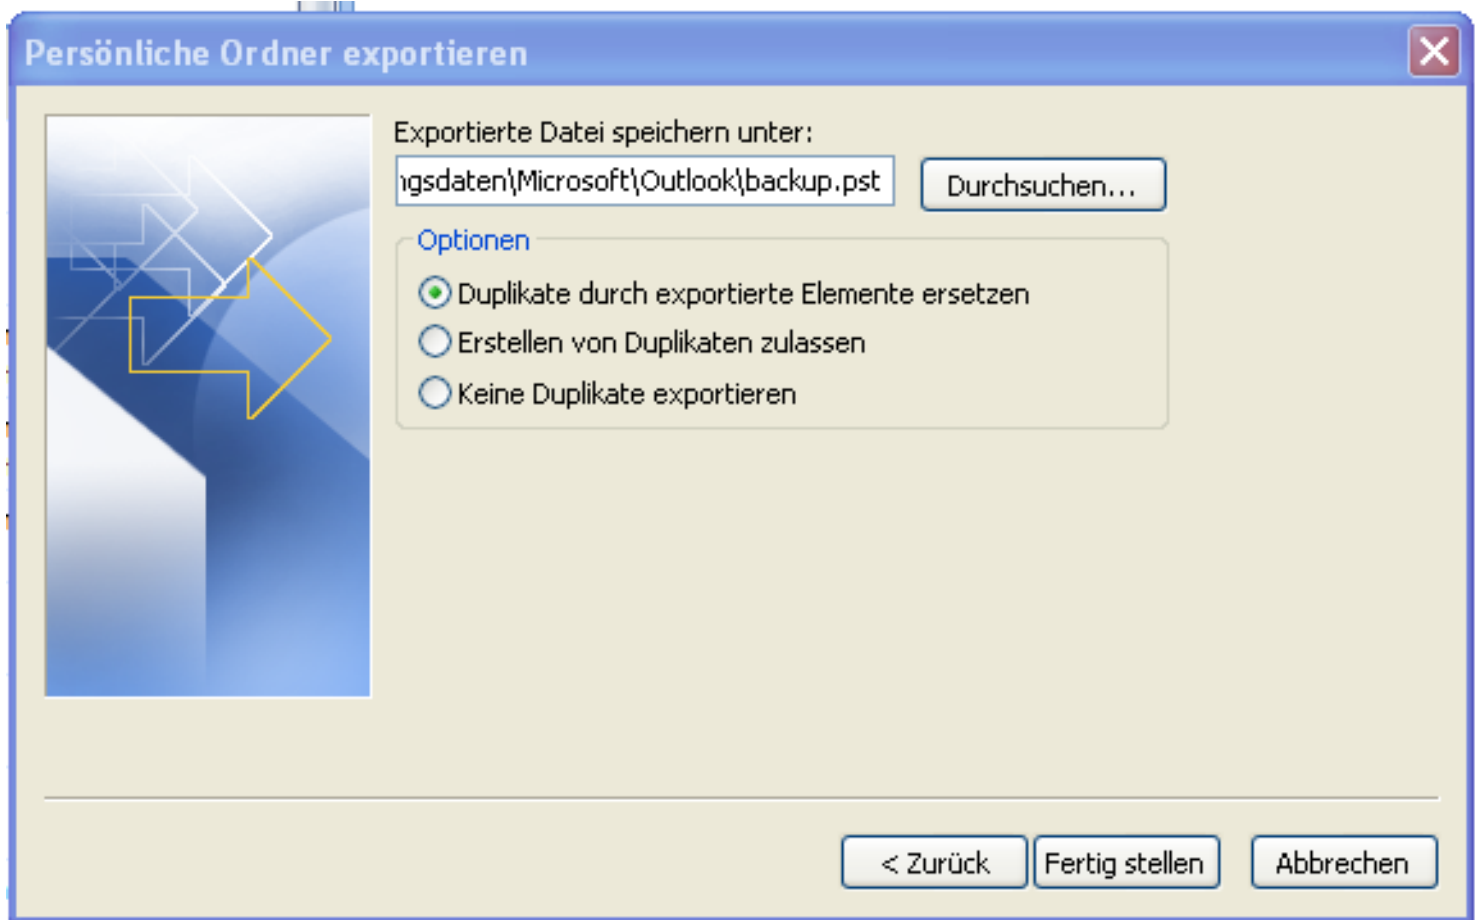 Persönliche Ordner exportieren
Exportierte Datei speichern unter:
ngsdaten\Microsoft\Outlook\backup.pst
Durchsuchen...
Optionen
Duplikate durch exportierte Elemente ersetzen
Erstellen von Duplikaten zulassen
Keine Duplikate exportieren
< Zurück
Fertig stellen
Abbrechen